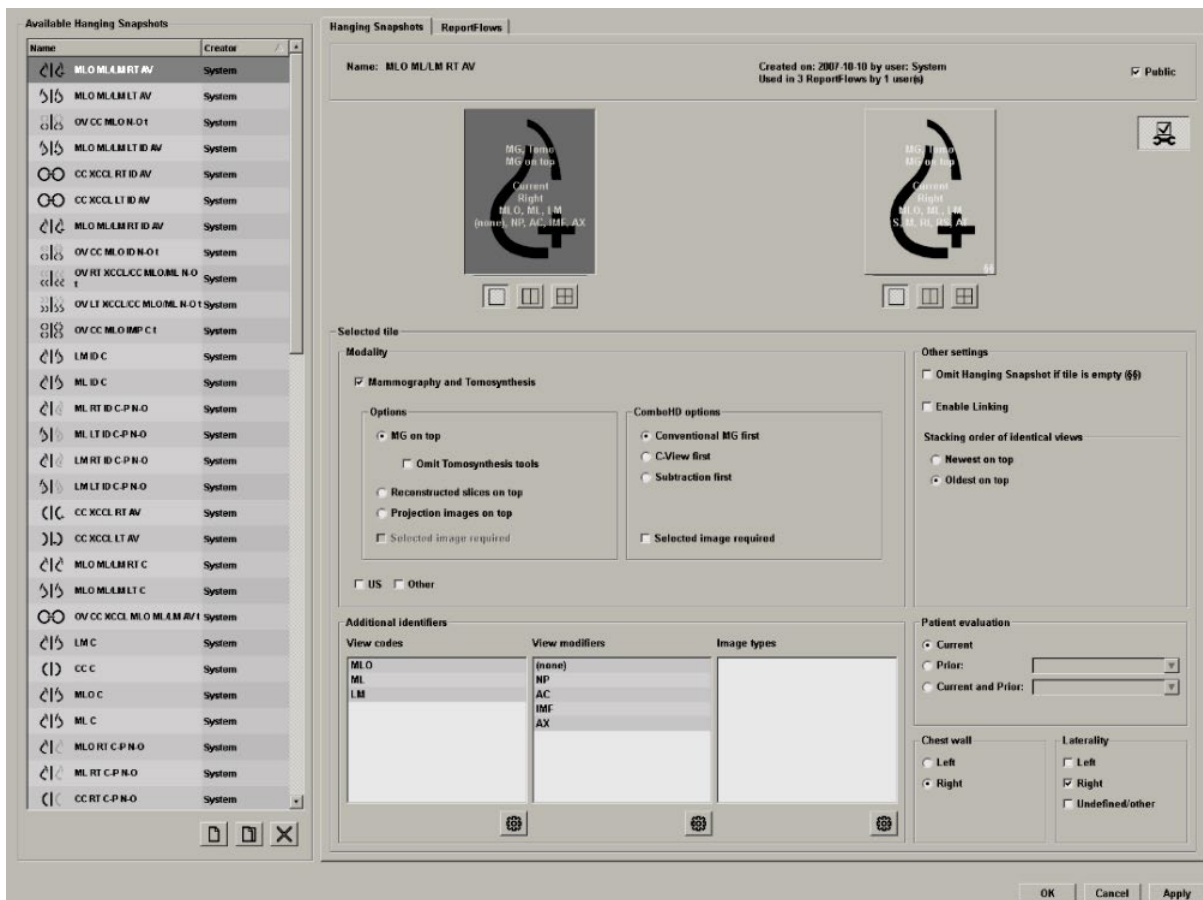 Available Hanging Snapshots
Name Creator
MLO ML/LM RT AV System
MLO ML/LM LT AV System
OV CC MLO N-O t System
MLO ML/LM LT ID AV System
CC XCCL RT ID AV System
CC XCCL LT ID AV System
MLO ML/LM RT ID AV System
OV CC MLO ID N-O t System
OV RT XCCL/CC MLO/ML N-O
t System
OV LT XCCL/CC MLO/ML N-O t System
OV CC MLO IMP C t System
LM ID C System
ML ID C System
ML RT ID C-P N-O System
ML LT ID C-P N-O System
LM RT ID C-P N-O System
LM LT ID C-P N-O System
CC XCCL RT AV System
CC XCCL LT AV System
MLO ML/LM RT C System
MLO ML/LM LT C System
OV CC XCCL MLO ML/LM AV t System
LM C System
CC C System
MLO C System
ML C System
MLO RT C-P N-O System
ML RT C-P N-O System
CC RT C-P N-O System
Hanging Snapshots ReportFlows
Name: MLO ML/LM RT AV
Created on: 2007-10-10 by user: System
Used in 3 ReportFlows by 1 user(s)
Public
MG, Tomo
MG on top
Current
Right
MLO, ML, LM
(none), NP, AC, IMF, AX
MG, Tomo
MG on top
Current
Right
MLO, ML, LM
S, M, RL, RS, AT
§§
Selected tile
Modality
Mammography and Tomosynthesis
Options
MG on top
Omit Tomosynthesis tools
Reconstructed slices on top
Projection images on top
Selected image required
ComboHD options
Conventional MG first
C-View first
Subtraction first
Selected image required
US Other
Other settings
Omit Hanging Snapshot if tile is empty (§§)
Enable Linking
Stacking order of identical views
Newest on top
Oldest on top
Additional identifiers
View codes
MLO
ML
LM
View modifiers
(none)
NP
AC
IMF
AX
Image types
Patient evaluation
Current
Prior:
Current and Prior:
Chest wall
Left
Right
Laterality
Left
Right
Undefined/other
OK Cancel Apply